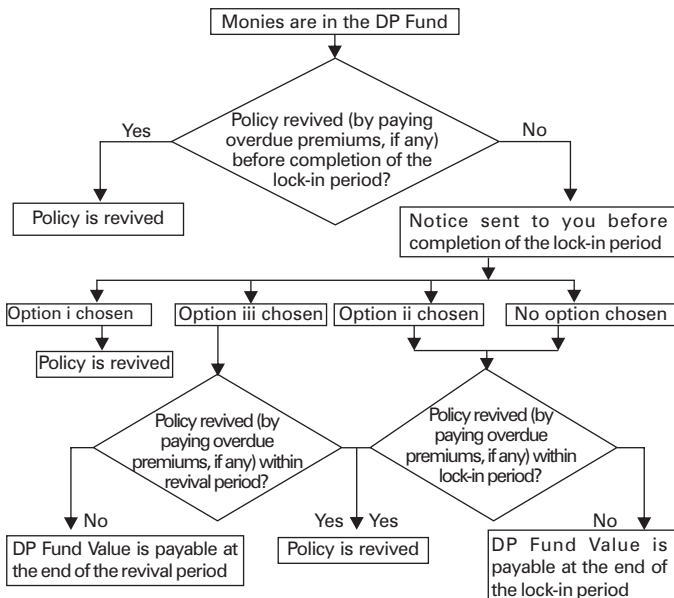 Monies are in the DP Fund
Policy revived (by paying
overdue premiums, if any)
before completion of the
lock-in period?
Yes
No
Policy is revived
Notice sent to you before
completion of the lock-in period
Option i chosen
Option iii chosen
Option ii chosen
No option chosen
Policy is revived
Policy revived (by
paying overdue
premiums, if any) within
revival period?
Policy revived (by
paying overdue
premiums, if any) within
lock-in period?
No
Yes
Yes
No
DP Fund Value is payable at
the end of the revival period
Policy is revived
DP Fund Value is
payable at the end of
the lock-in period